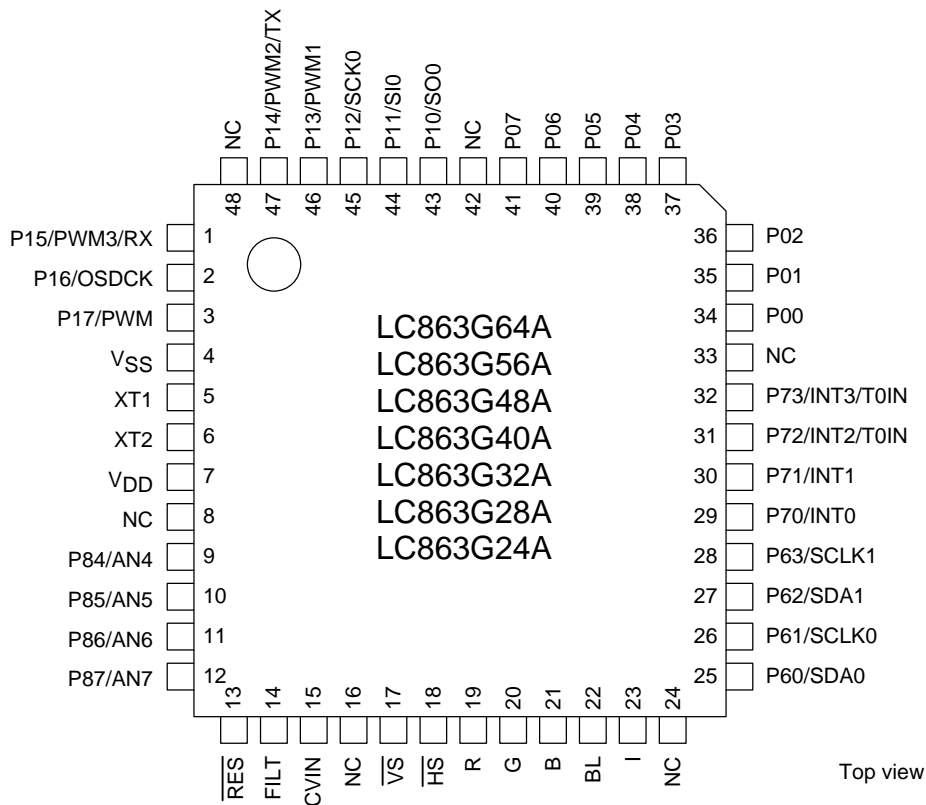 NC
P14/PWM2/TX
P13/PWM1
P12/SCK0
P11/SI0
P10/SO0
NC
P07
P06
P05
P04
P03
48
47
46
45
44
43
42
41
40
39
38
37
P15/PWM3/RX 1
P16/OSDCK 2
P17/PWM 3
VSS 4
XT1 5
XT2 6
VDD 7
NC 8
P84/AN4 9
P85/AN5 10
P86/AN6 11
P87/AN7 12
LC863G64A
LC863G56A
LC863G48A
LC863G40A
LC863G32A
LC863G28A
LC863G24A
36 P02
35 P01
34 P00
33 NC
32 P73/INT3/T0IN
31 P72/INT2/T0IN
30 P71/INT1
29 P70/INT0
28 P63/SCLK1
27 P62/SDA1
26 P61/SCLK0
25 P60/SDA0
13
14
15
16
17
18
19
20
21
22
23
24
RES
FILT
CVIN
NC
VS
HS
R
G
B
BL
I
NC
Top view